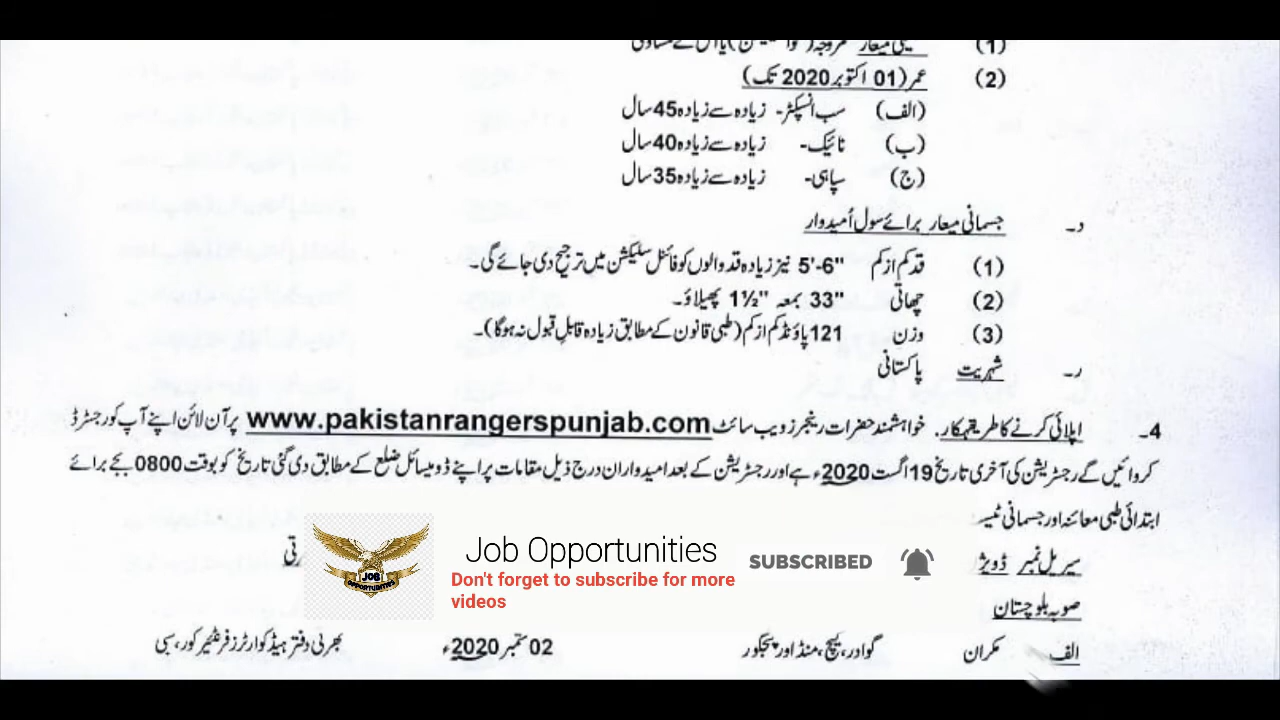 (2) عمر (01 اکتوبر 2020 تک)
(الف) سب انسپکٹر- زیادہ سے زیادہ 45 سال
(ب) نائیک- زیادہ سے زیادہ 40 سال
(ج) سپاہی- زیادہ سے زیادہ 35 سال
د۔ جسمانی معیار برائے سول اُمیدوار
(1) قد کم از کم "6-'5 نیز زیادہ قد والوں کو فائنل سلیکشن میں ترجیح دی جائے گی۔
(2) چھاتی "33 بمعہ "½1 پھیلاؤ۔
(3) وزن 121 پاؤنڈ کم از کم (طبی قانون کے مطابق زیادہ قابلِ قبول نہ ہوگا)۔
ر۔ شہریت پاکستانی
4۔ اپلائی کرنے کا طریقہ کار۔ خواہشمند حضرات رینجرز ویب سائٹ www.pakistanrangerspunjab.com پر آن لائن اپنے آپ کو رجسٹرڈ
کروائیں گے رجسٹریشن کی آخری تاریخ 19 اگست 2020ء ہے اور رجسٹریشن کے بعد امیدواران درج ذیل مقامات پر اپنے ڈومیسائل ضلع کے مطابق دی گئی تاریخ کو بوقت 0800 بجے برائے
ابتدائی طبی معائنہ اور جسمانی
سیریل نمبر
Job Opportunities
SUBSCRIBED
Don't forget to subscribe for more
videos
JOB
OPPORTUNITIES
صوبہ بلوچستان
الف مکران گوادر، کیچ، منڈ اور پنجگور 02 ستمبر 2020ء بھرتی دفتر ہیڈکوارٹرز فرنٹیئر کور، سبی